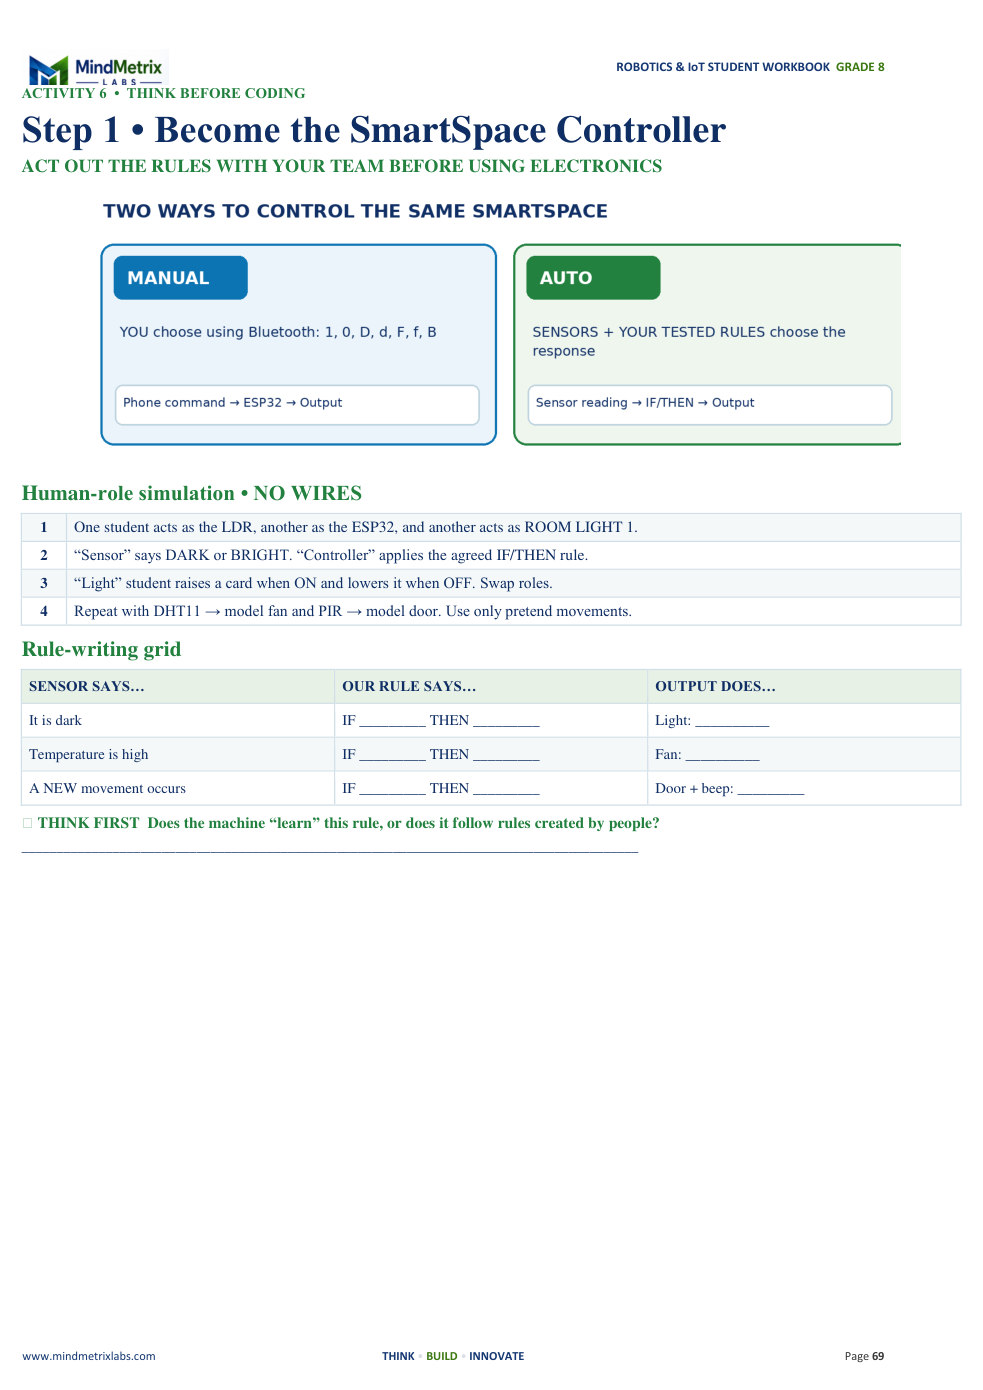 MindMetrix
LABS
ROBOTICS & IoT STUDENT WORKBOOK GRADE 8
ACTIVITY 6 • THINK BEFORE CODING
Step 1 • Become the SmartSpace Controller
ACT OUT THE RULES WITH YOUR TEAM BEFORE USING ELECTRONICS
TWO WAYS TO CONTROL THE SAME SMARTSPACE
MANUAL
YOU choose using Bluetooth: 1, 0, D, d, F, f, B
Phone command → ESP32 → Output
AUTO
SENSORS + YOUR TESTED RULES choose the
response
Sensor reading → IF/THEN → Output
Human-role simulation • NO WIRES
1 One student acts as the LDR, another as the ESP32, and another acts as ROOM LIGHT 1.
2 “Sensor” says DARK or BRIGHT. “Controller” applies the agreed IF/THEN rule.
3 “Light” student raises a card when ON and lowers it when OFF. Swap roles.
4 Repeat with DHT11 → model fan and PIR → model door. Use only pretend movements.
Rule-writing grid
SENSOR SAYS… OUR RULE SAYS… OUTPUT DOES…
It is dark IF _________ THEN _________ Light: __________
Temperature is high IF _________ THEN _________ Fan: __________
A NEW movement occurs IF _________ THEN _________ Door + beep: _________
□ THINK FIRST Does the machine “learn” this rule, or does it follow rules created by people?
www.mindmetrixlabs.com THINK • BUILD • INNOVATE Page 69